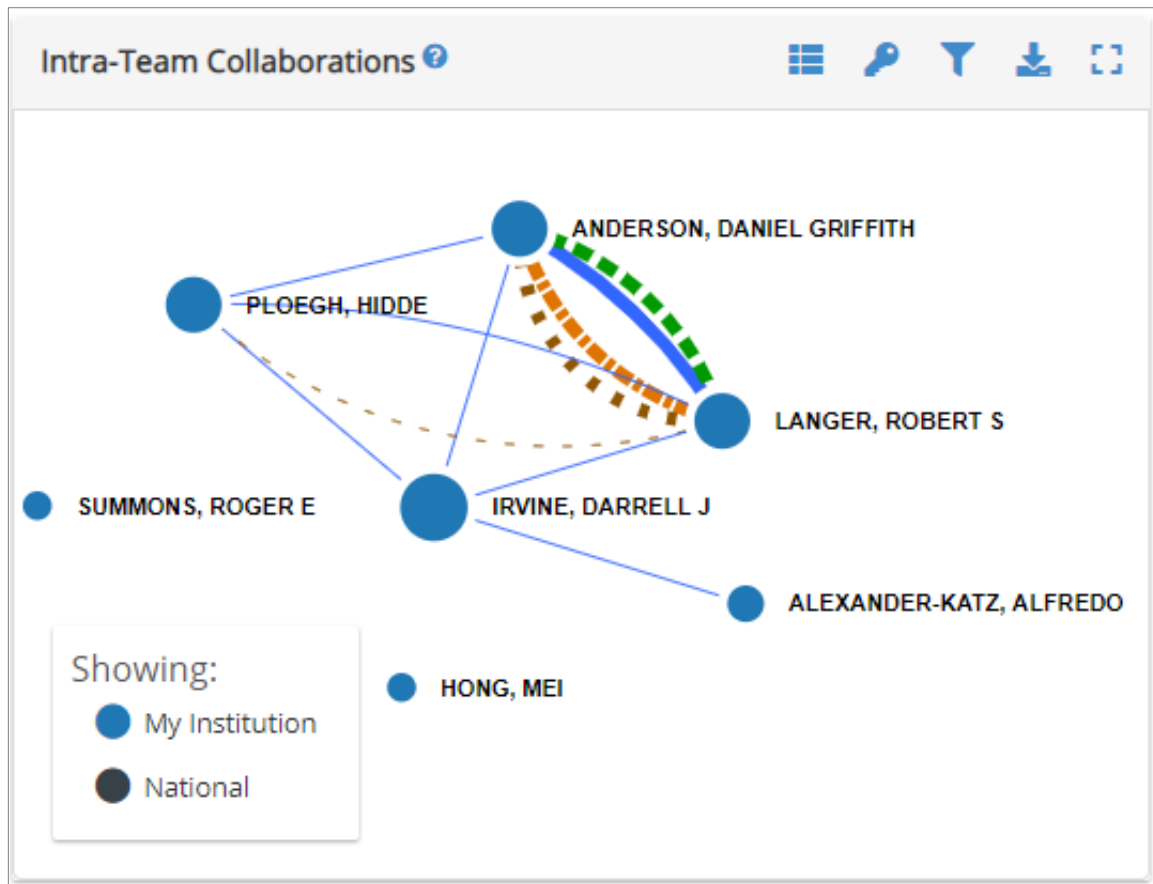 Intra-Team Collaborations ?
ANDERSON, DANIEL GRIFFITH
PLOEGH, HIDDE
LANGER, ROBERT S
SUMMONS, ROGER E
IRVINE, DARRELL J
ALEXANDER-KATZ, ALFREDO
HONG, MEI
Showing:
My Institution
National